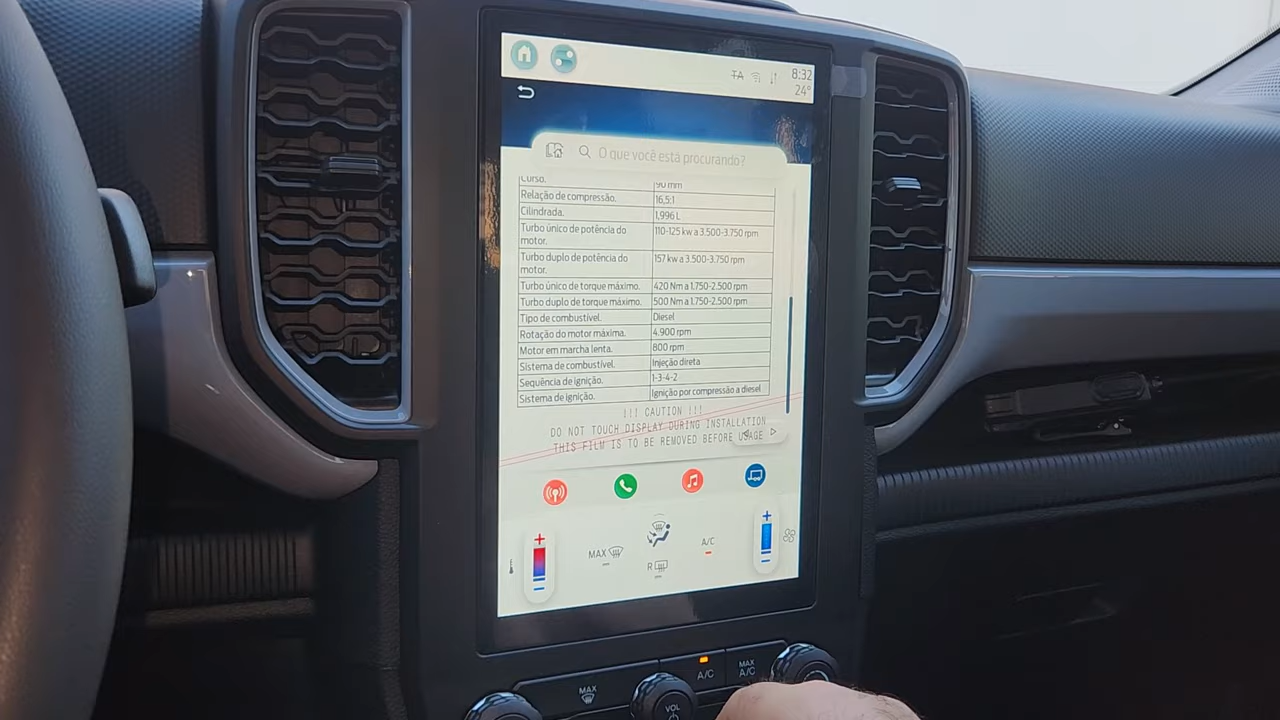 TA 8:32
24°
O que você está procurando?
Curso. 90 mm
Relação de compressão. 16,5:1
Cilindrada. 1,996 L
Turbo único de potência do motor. 110-125 kw a 3.500-3.750 rpm
Turbo duplo de potência do motor. 157 kw a 3.500-3.750 rpm
Turbo único de torque máximo. 420 Nm a 1.750-2.500 rpm
Turbo duplo de torque máximo. 500 Nm a 1.750-2.500 rpm
Tipo de combustível. Diesel
Rotação do motor máxima. 4.900 rpm
Motor em marcha lenta. 800 rpm
Sistema de combustível. Injeção direta
Sequência de ignição. 1-3-4-2
Sistema de ignição. Ignição por compressão a diesel
!!! CAUTION !!!
DO NOT TOUCH DISPLAY DURING INSTALLATION
THIS FILM IS TO BE REMOVED BEFORE USAGE
MAX A/C
R
MAX VOL A/C MAX A/C